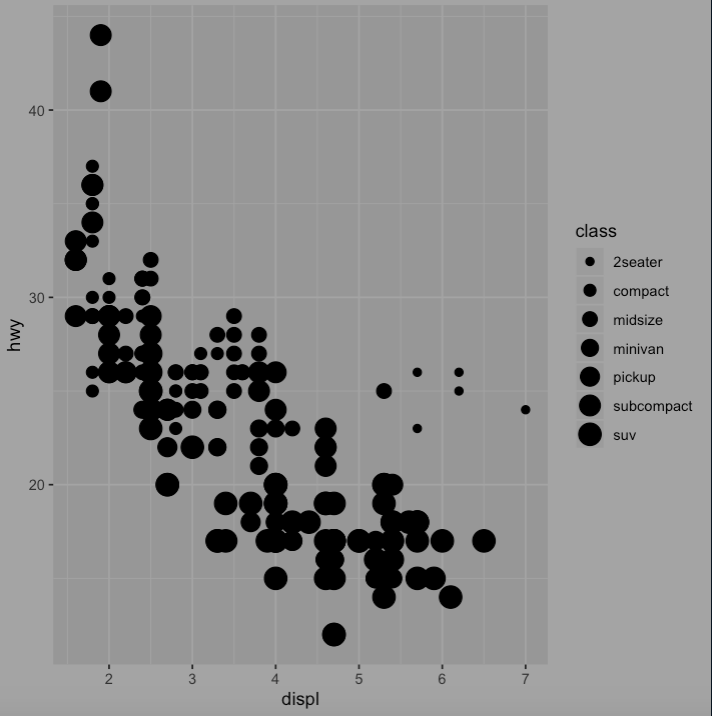 hwy
40
30
20
2
3
4
5
6
7
displ
class
2seater
compact
midsize
minivan
pickup
subcompact
suv